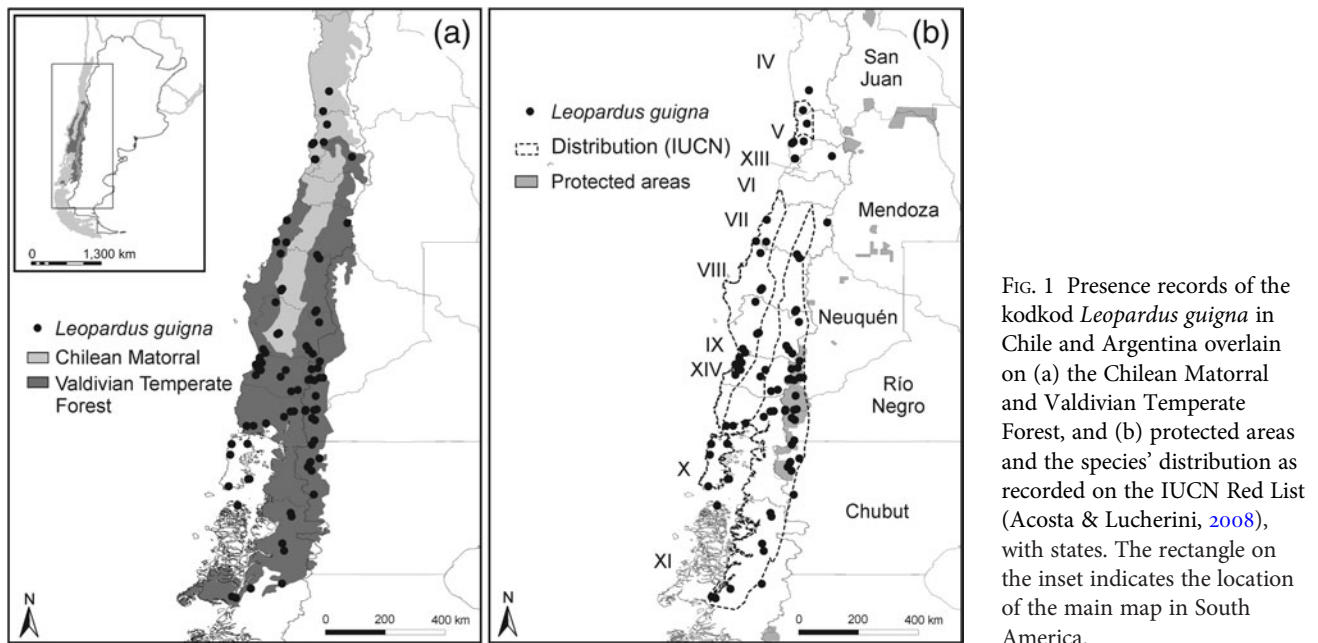 (a)
0 1,300 km
Leopardus guigna
Chilean Matorral
Valdivian Temperate
Forest
N
0 200 400
km
(b)
IV
San
Juan
Leopardus guigna
V
Distribution (IUCN)
XIII
Protected areas
VI
Mendoza
VII
VIII
Neuquén
IX
XIV
Río
Negro
X
Chubut
XI
N
0 200 400
km
FIG. 1 Presence records of the
kodkod Leopardus guigna in
Chile and Argentina overlain
on (a) the Chilean Matorral
and Valdivian Temperate
Forest, and (b) protected areas
and the species’ distribution as
recorded on the IUCN Red List
(Acosta & Lucherini, 2008),
with states. The rectangle on
the inset indicates the location
of the main map in South
America.